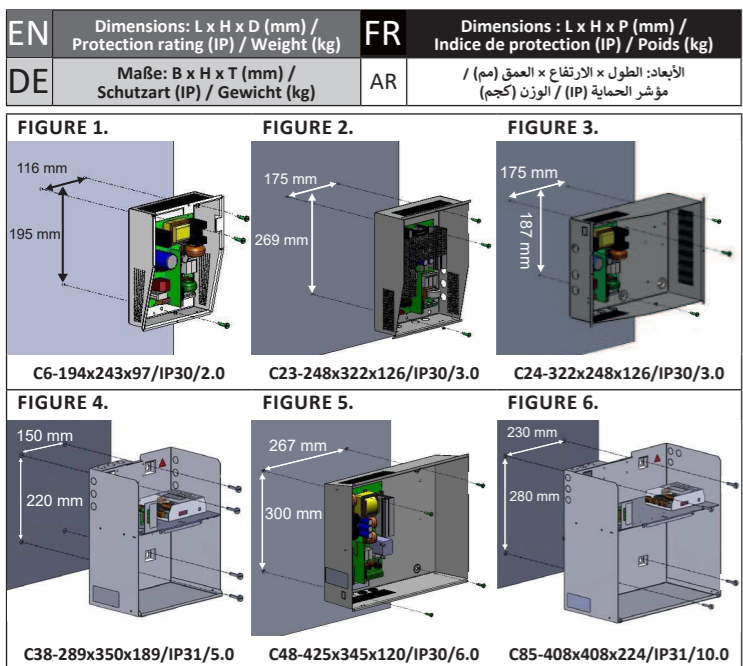 EN
Dimensions: L x H x D (mm) /
Protection rating (IP) / Weight (kg)
FR
Dimensions : L x H x P (mm) /
Indice de protection (IP) / Poids (kg)
DE
Maße: B x H x T (mm) /
Schutzart (IP) / Gewicht (kg)
AR
الأبعاد: الطول × الارتفاع × العمق (مم) /
مؤشر الحماية (IP) / الوزن (كجم)
FIGURE 1.
116 mm
195 mm
C6-194x243x97/IP30/2.0
FIGURE 2.
175 mm
269 mm
C23-248x322x126/IP30/3.0
FIGURE 3.
175 mm
187 mm
C24-322x248x126/IP30/3.0
FIGURE 4.
150 mm
220 mm
C38-289x350x189/IP31/5.0
FIGURE 5.
267 mm
300 mm
C48-425x345x120/IP30/6.0
FIGURE 6.
230 mm
280 mm
C85-408x408x224/IP31/10.0